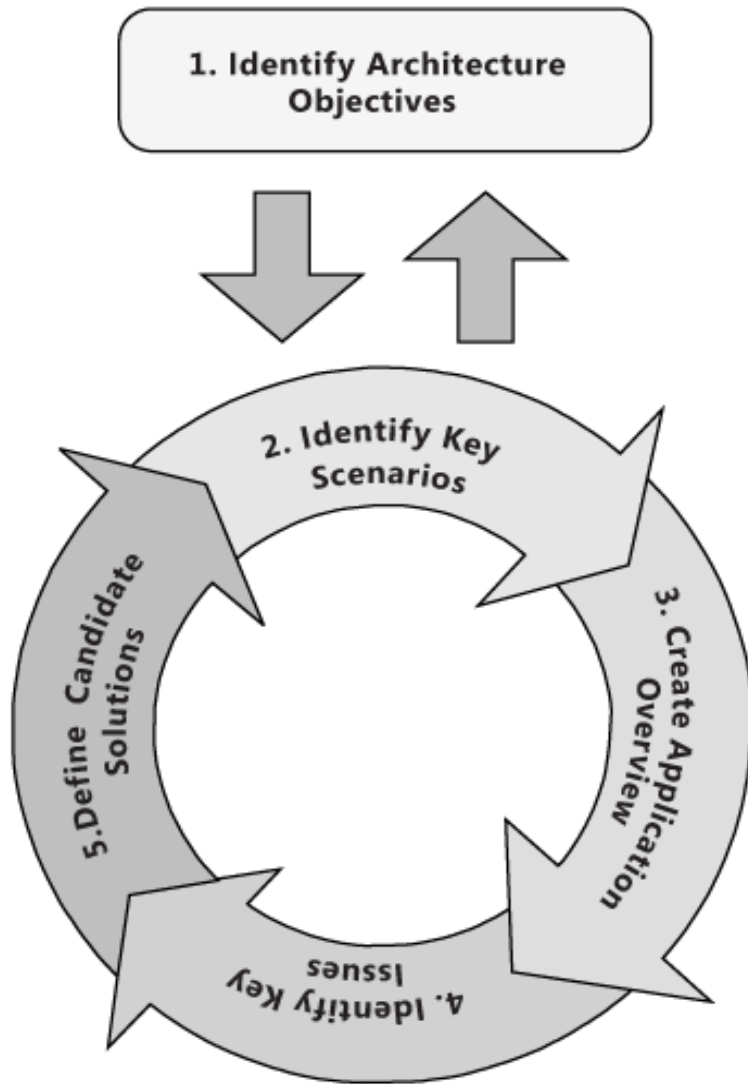 1. Identify Architecture
Objectives
2. Identify Key
Scenarios
3. Create Application
Overview
4. Identify Key
Issues
5.Define Candidate
Solutions